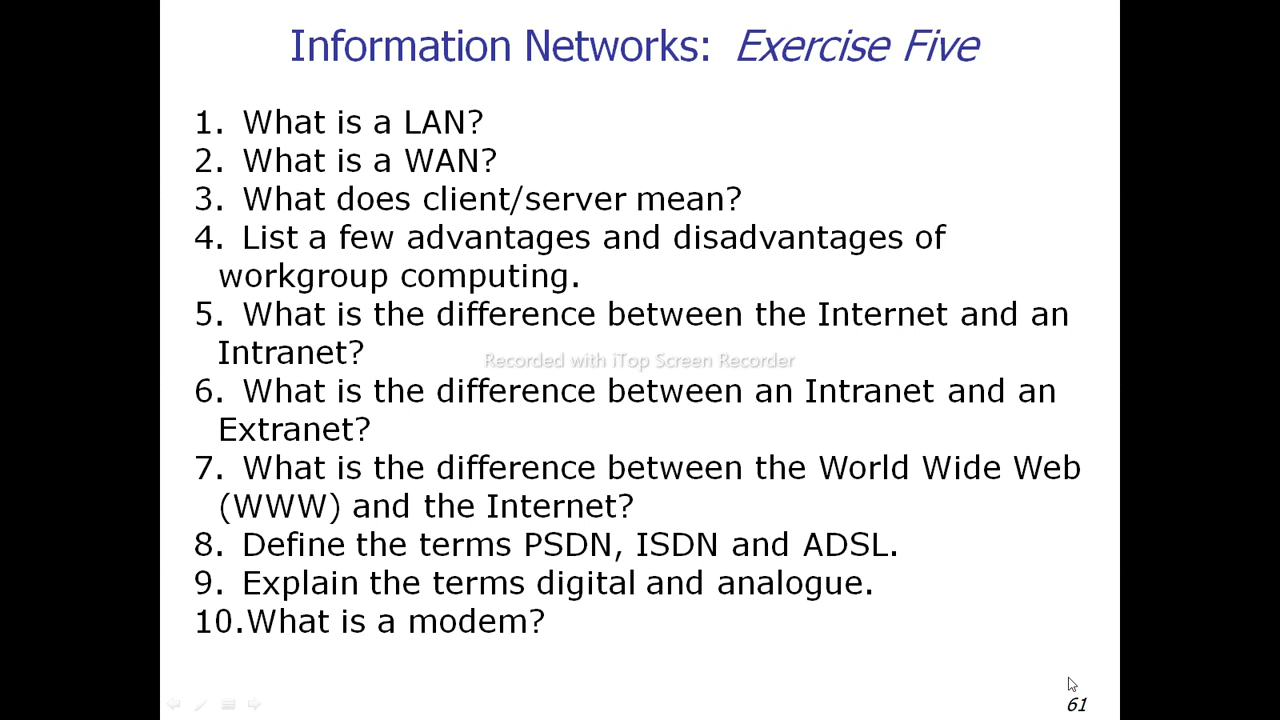 Information Networks: Exercise Five
1. What is a LAN?
2. What is a WAN?
3. What does client/server mean?
4. List a few advantages and disadvantages of
workgroup computing.
5. What is the difference between the Internet and an
Intranet?
Recorded with iTop Screen Recorder
6. What is the difference between an Intranet and an
Extranet?
7. What is the difference between the World Wide Web
(WWW) and the Internet?
8. Define the terms PSDN, ISDN and ADSL.
9. Explain the terms digital and analogue.
10.What is a modem?
61